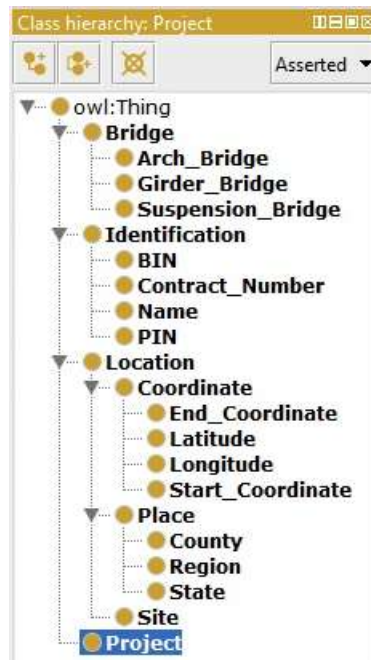 Class hierarchy: Project
Asserted
owl:Thing
Bridge
Arch_Bridge
Girder_Bridge
Suspension_Bridge
Identification
BIN
Contract_Number
Name
PIN
Location
Coordinate
End_Coordinate
Latitude
Longitude
Start_Coordinate
Place
County
Region
State
Site
Project